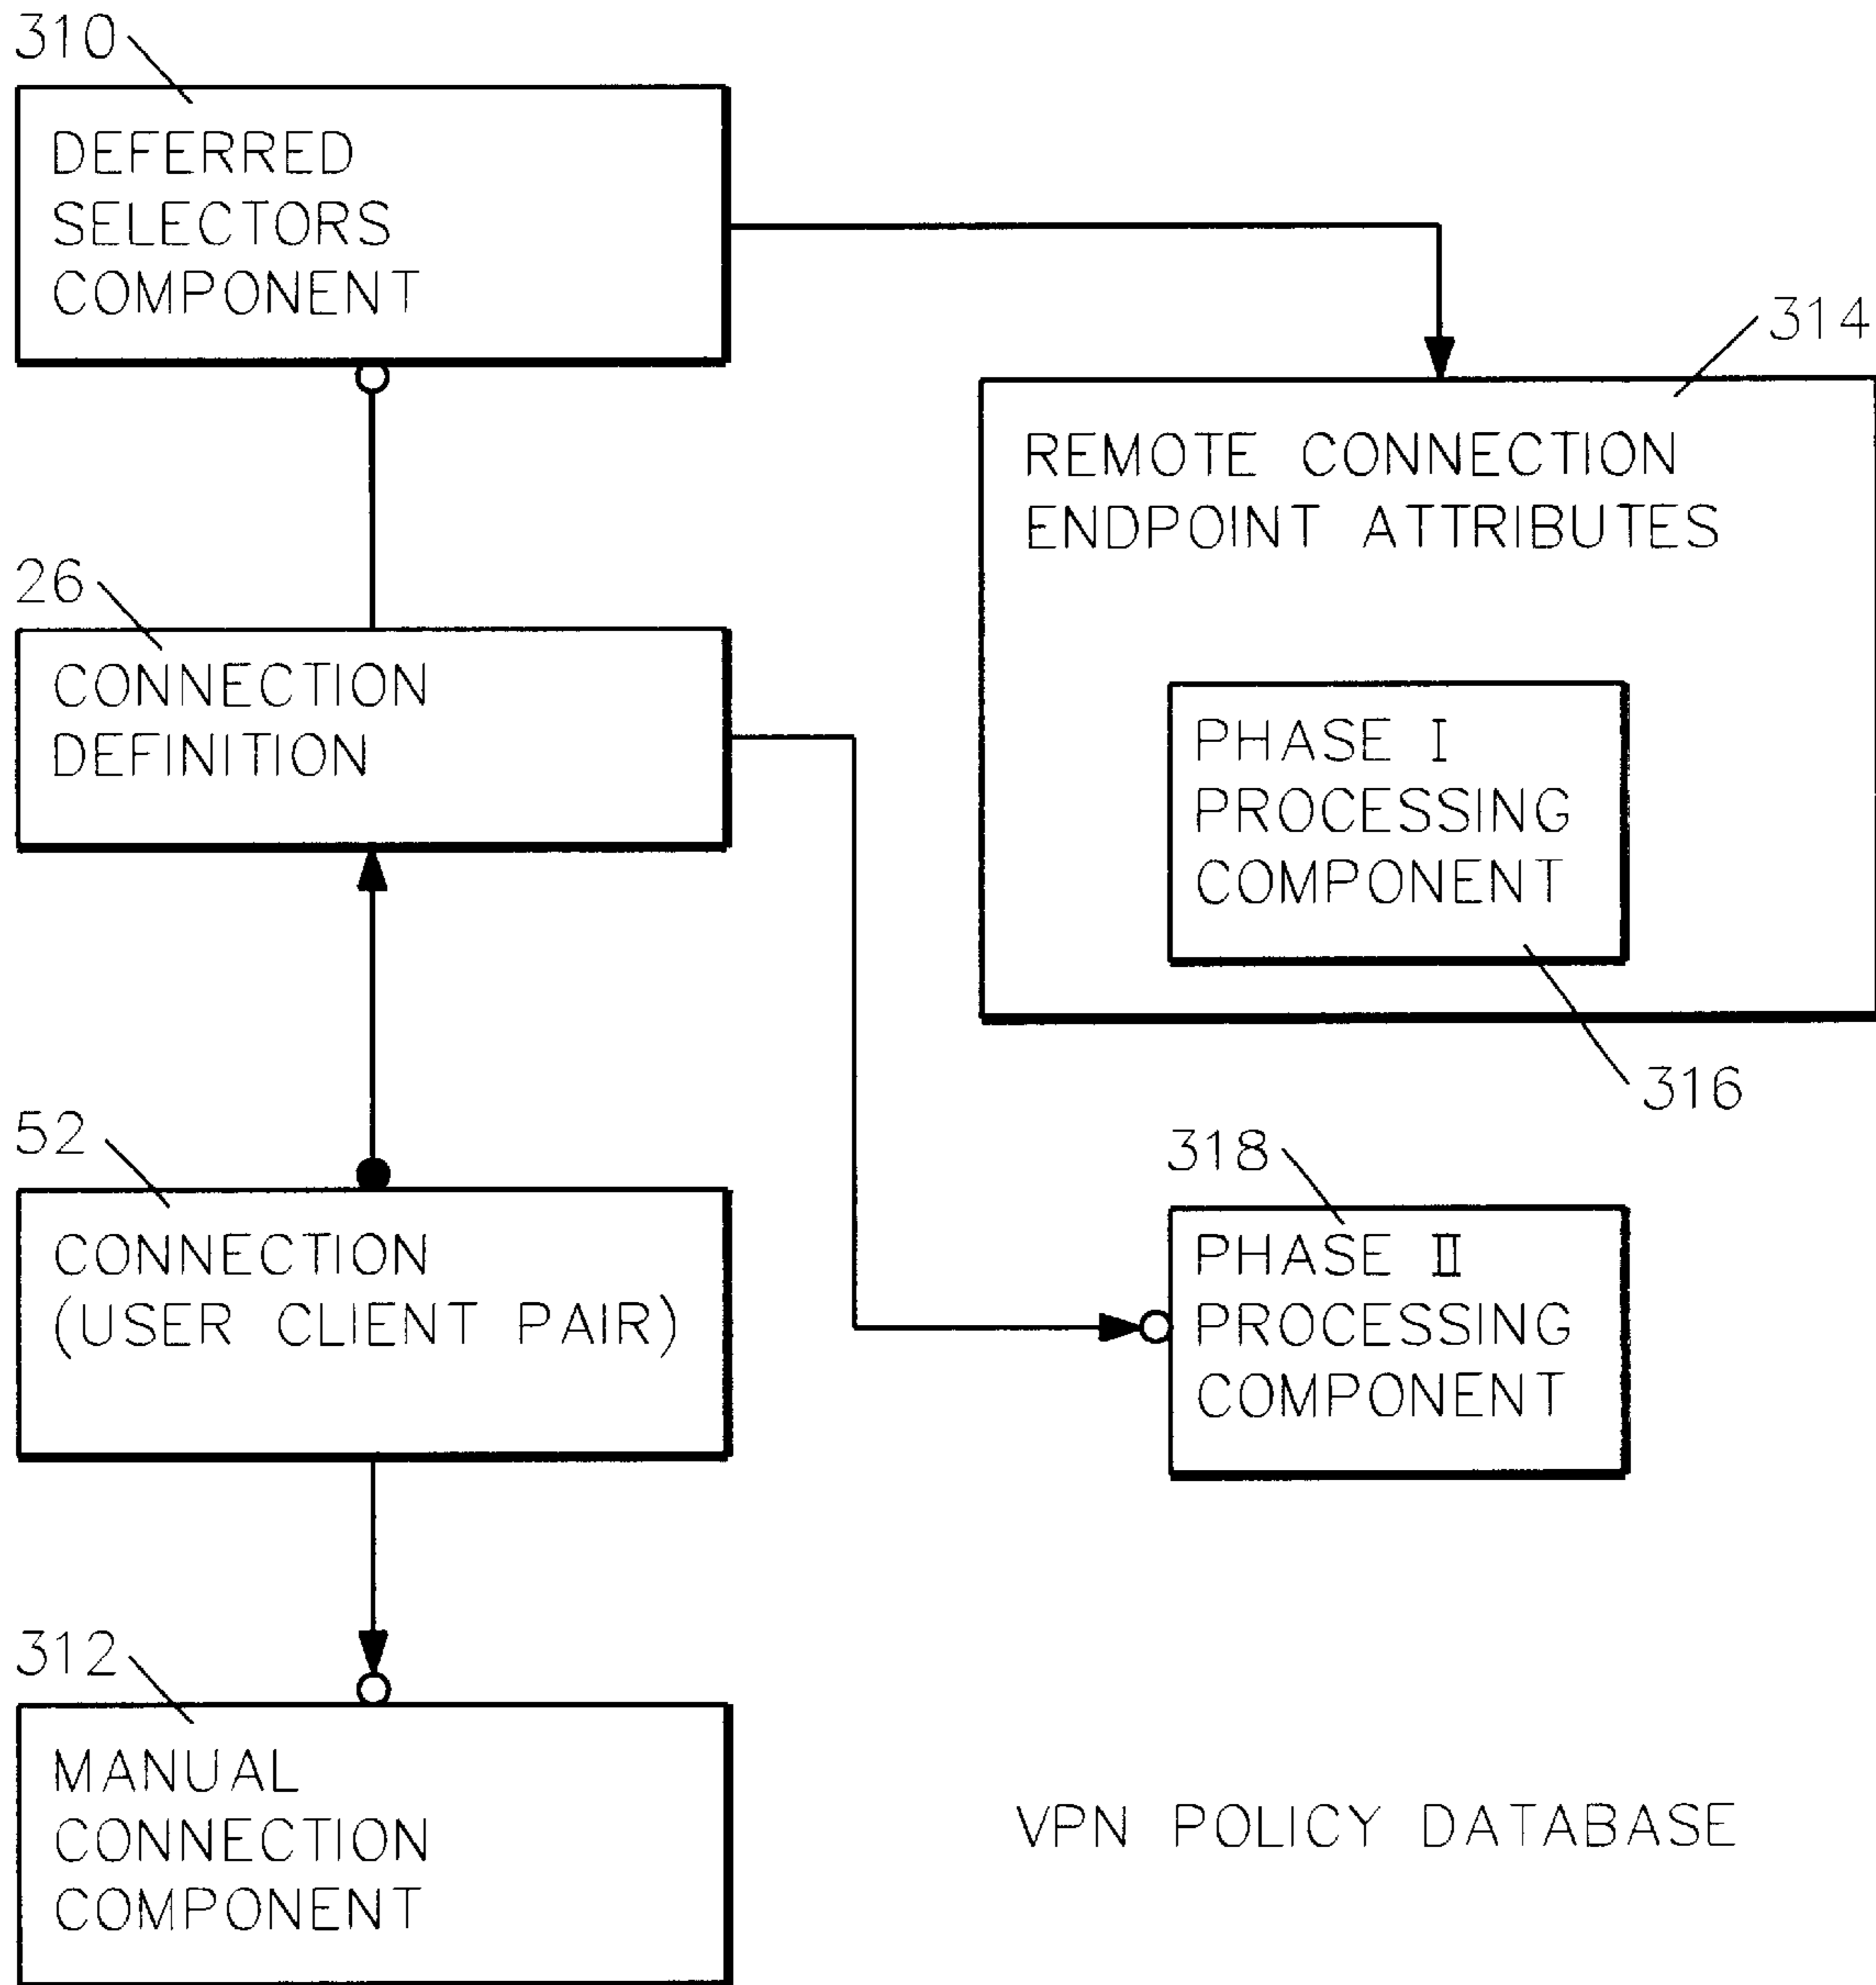 310
DEFERRED
SELECTORS
COMPONENT
314
REMOTE CONNECTION
ENDPOINT ATTRIBUTES
26
CONNECTION
DEFINITION
PHASE I
PROCESSING
COMPONENT
316
52
CONNECTION
(USER CLIENT PAIR)
318
PHASE II
PROCESSING
COMPONENT
312
MANUAL
CONNECTION
COMPONENT
VPN POLICY DATABASE